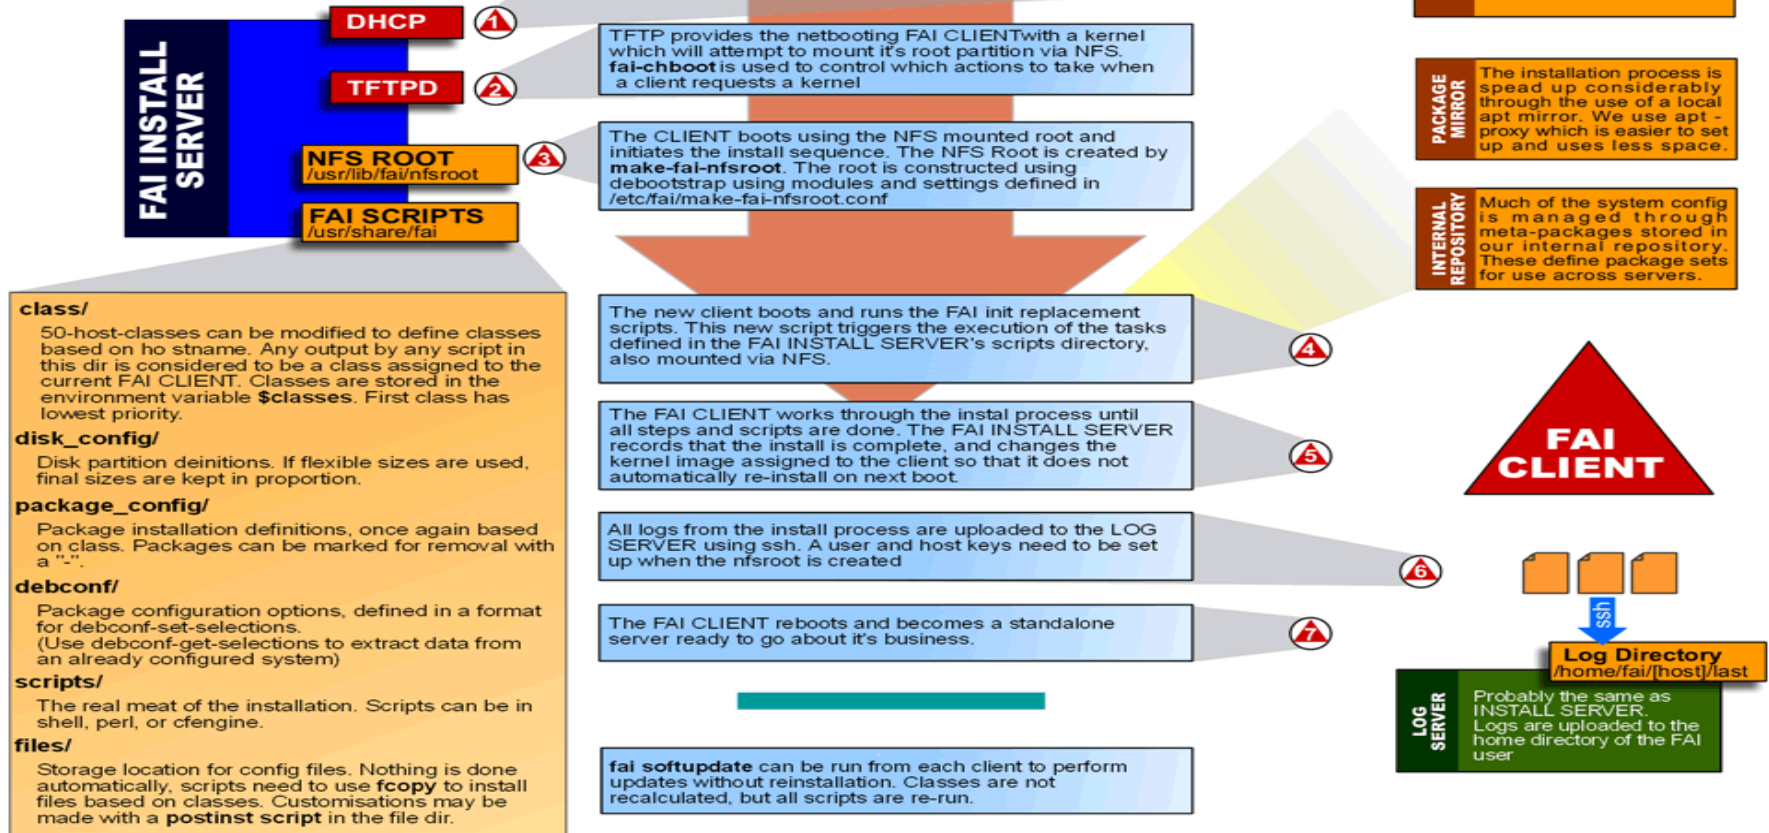 FAI INSTALL
SERVER
DHCP
1
TFTPD
2
NFS ROOT
/usr/lib/fai/nfsroot
3
FAI SCRIPTS
/usr/share/fai
class/
50-host-classes can be modified to define classes
based on ho stname. Any output by any script in
this dir is considered to be a class assigned to the
current FAI CLIENT. Classes are stored in the
environment variable $classes. First class has
lowest priority.
disk_config/
Disk partition deinitions. If flexible sizes are used,
final sizes are kept in proportion.
package_config/
Package installation definitions, once again based
on class. Packages can be marked for removal with
a "-".
debconf/
Package configuration options, defined in a format
for debconf-set-selections.
(Use debconf-get-selections to extract data from
an already configured system)
scripts/
The real meat of the installation. Scripts can be in
shell, perl, or cfengine.
files/
Storage location for config files. Nothing is done
automatically, scripts need to use fcopy to install
files based on classes. Customisations may be
made with a postinst script in the file dir.
TFTP provides the netbooting FAI CLIENTwith a kernel
which will attempt to mount it's root partition via NFS.
fai-chboot is used to control which actions to take when
a client requests a kernel
The CLIENT boots using the NFS mounted root and
initiates the install sequence. The NFS Root is created by
make-fai-nfsroot. The root is constructed using
debootstrap using modules and settings defined in
/etc/fai/make-fai-nfsroot.conf
The new client boots and runs the FAI init replacement
scripts. This new script triggers the execution of the tasks
defined in the FAI INSTALL SERVER's scripts directory,
also mounted via NFS.
4
The FAI CLIENT works through the instal process until
all steps and scripts are done. The FAI INSTALL SERVER
records that the install is complete, and changes the
kernel image assigned to the client so that it does not
automatically re-install on next boot.
5
All logs from the install process are uploaded to the LOG
SERVER using ssh. A user and host keys need to be set
up when the nfsroot is created
6
The FAI CLIENT reboots and becomes a standalone
server ready to go about it's business.
7
fai softupdate can be run from each client to perform
updates without reinstallation. Classes are not
recalculated, but all scripts are re-run.
PACKAGE
MIRROR
The installation process is
spead up considerably
through the use of a local
apt mirror. We use apt -
proxy which is easier to set
up and uses less space.
INTERNAL
REPOSITORY
Much of the system config
is managed through
meta-packages stored in
our internal repository.
These define package sets
for use across servers.
FAI
CLIENT
ssh
Log Directory
/home/fai/[host]/last
LOG
SERVER
Probably the same as
INSTALL SERVER.
Logs are uploaded to the
home directory of the FAI
user